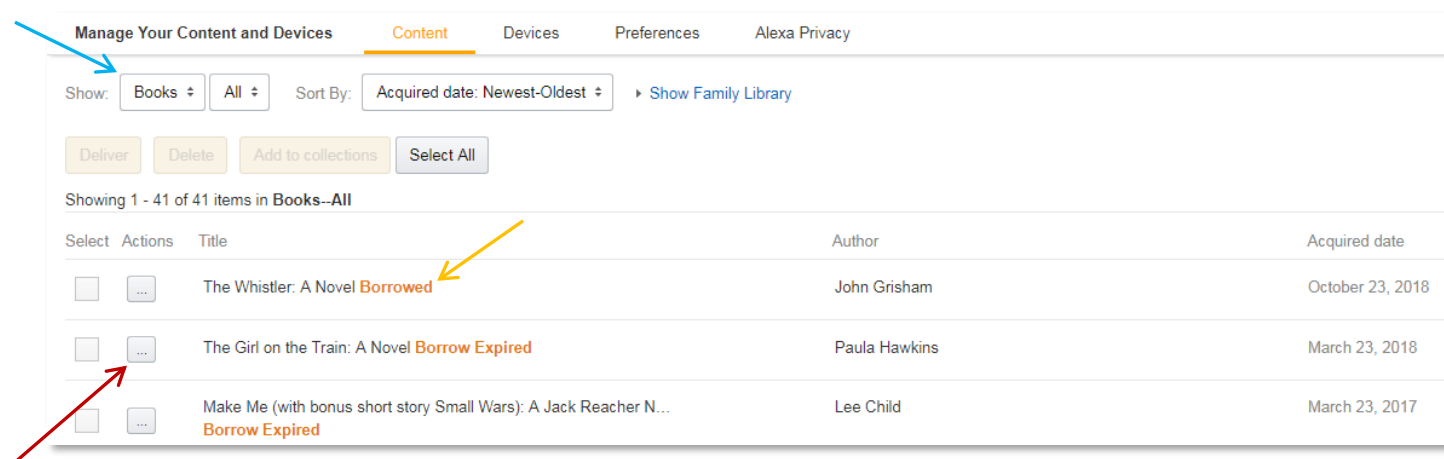 Manage Your Content and Devices Content Devices Preferences Alexa Privacy
Show: Books All Sort By: Acquired date: Newest-Oldest Show Family Library
Deliver Delete Add to collections Select All
Showing 1 - 41 of 41 items in Books--All
Select Actions Title Author Acquired date
... The Whistler: A Novel Borrowed John Grisham October 23, 2018
... The Girl on the Train: A Novel Borrow Expired Paula Hawkins March 23, 2018
... Make Me (with bonus short story Small Wars): A Jack Reacher N... Lee Child March 23, 2017
Borrow Expired